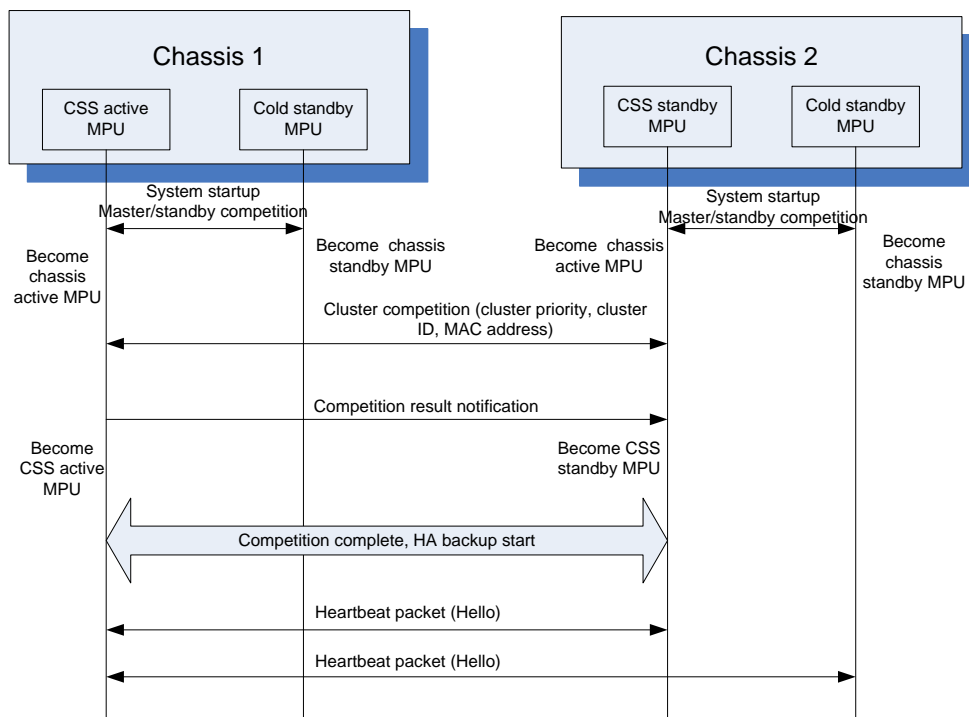 Chassis 1
Chassis 2
CSS active
MPU
Cold standby
MPU
CSS standby
MPU
Cold standby
MPU
System startup
Master/standby competition
System startup
Master/standby competition
Become
chassis
active MPU
Become chassis
standby MPU
Become chassis
active MPU
Become
chassis
standby MPU
Cluster competition (cluster priority, cluster
ID, MAC address)
Competition result notification
Become
CSS active
MPU
Become CSS
standby MPU
Competition complete, HA backup start
Heartbeat packet (Hello)
Heartbeat packet (Hello)